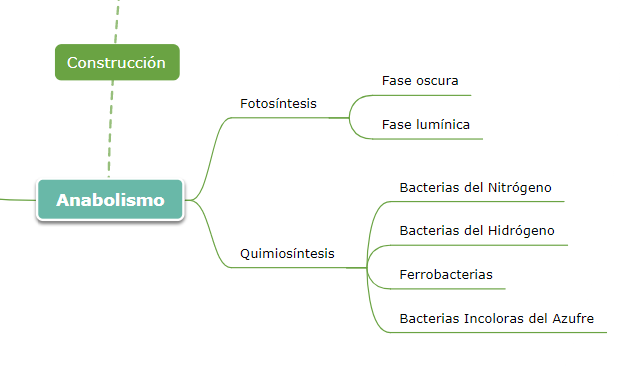 Construcción
Anabolismo
Fotosíntesis
Fase oscura
Fase lumínica
Quimiosíntesis
Bacterias del Nitrógeno
Bacterias del Hidrógeno
Ferrobacterias
Bacterias Incoloras del Azufre